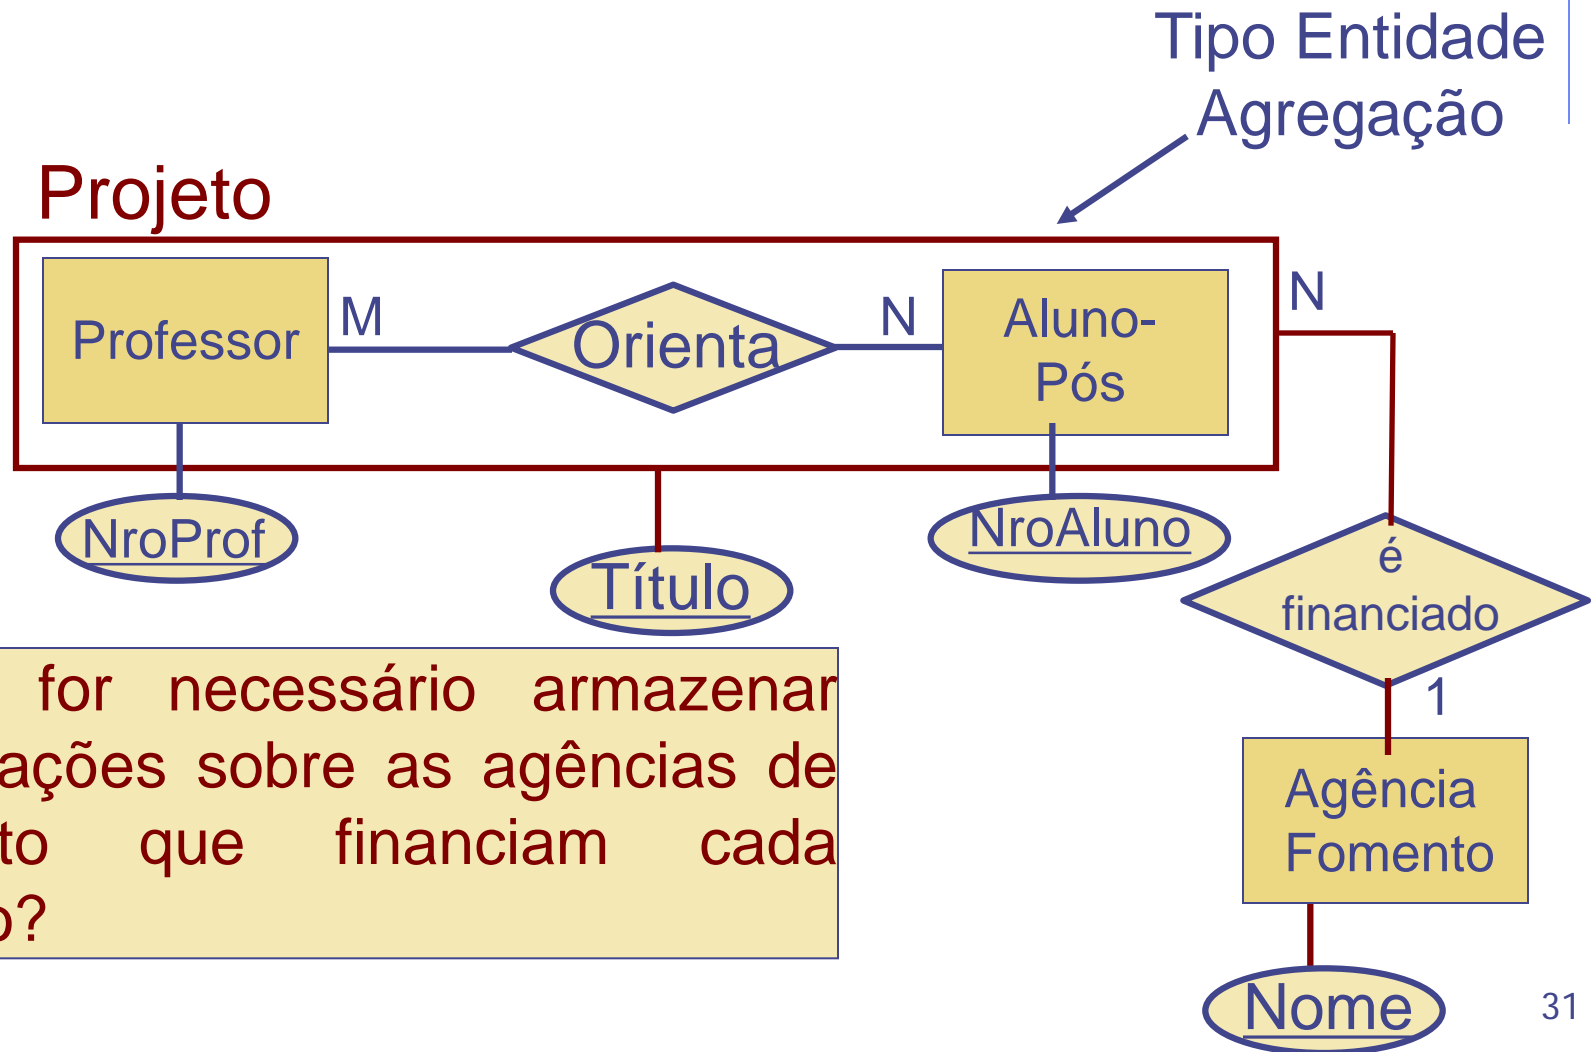 Tipo Entidade
Agregação
Projeto
Professor
M
Orienta
N
Aluno-
Pós
N
NroProf
Título
NroAluno
é
financiado
1
for necessário armazenar
ações sobre as agências de
to que financiam cada
o?
Agência
Fomento
Nome
31